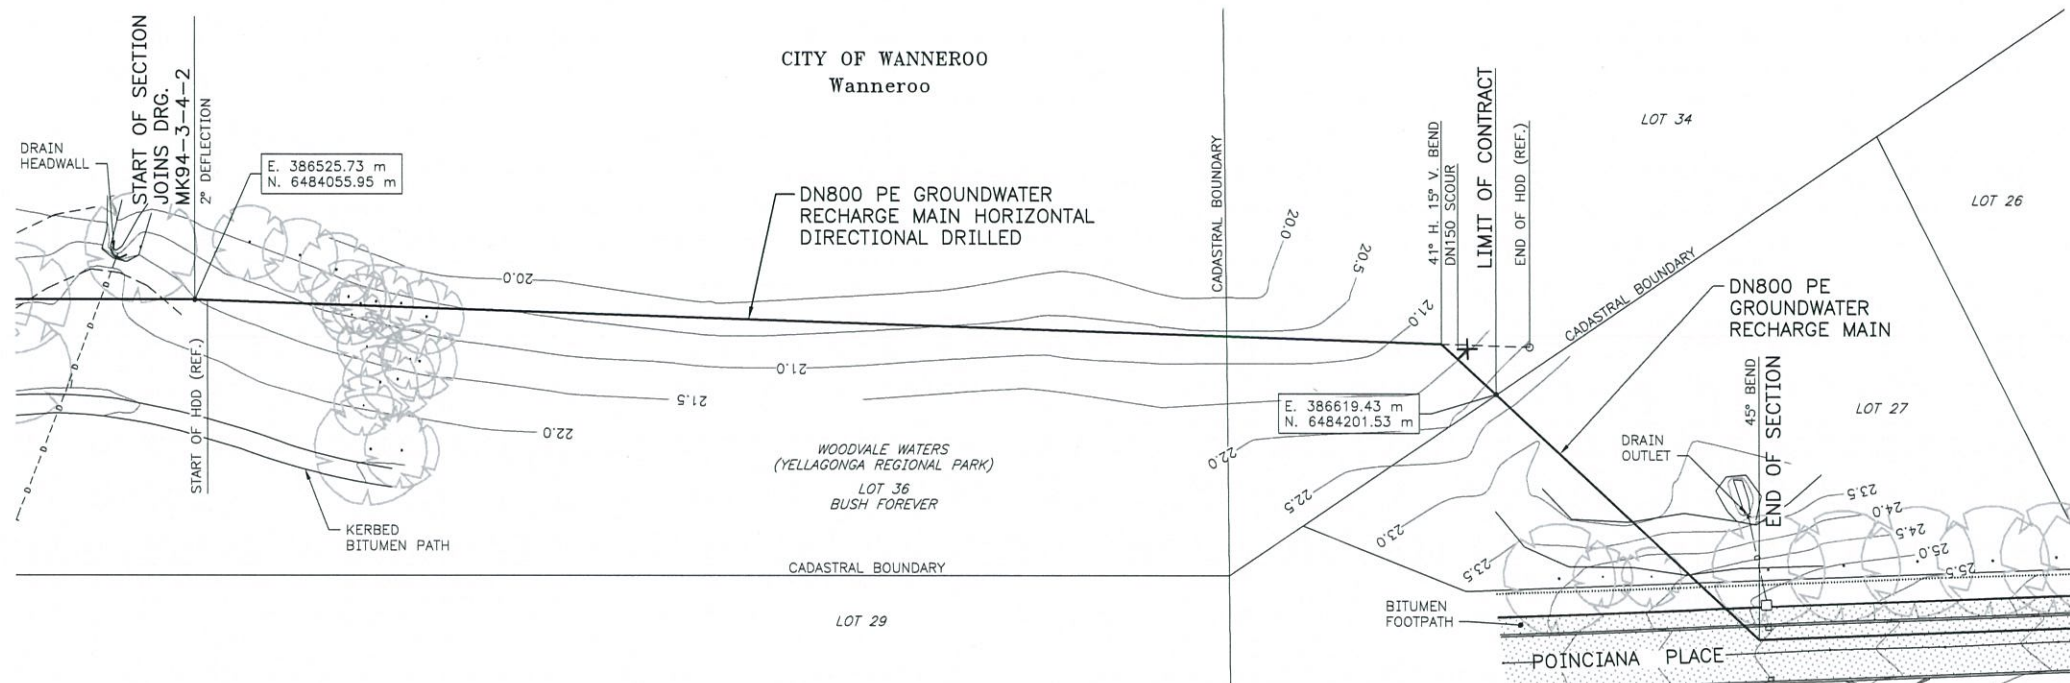 CITY OF WANNEROO
Wanneroo
START OF SECTION
JOINS DRG.
MK94-3-4-2
2° DEFLECTION
DRAIN
HEADWALL
E. 386525.73 m
N. 6484055.95 m
DN800 PE GROUNDWATER
RECHARGE MAIN HORIZONTAL
DIRECTIONAL DRILLED
CADASTRAL BOUNDARY
41° H. 15° V. BEND
DN150 SCOUR
LIMIT OF CONTRACT
END OF HDD (REF.)
LOT 34
LOT 26
20.0
20.0
20.5
21.0
CADASTRAL BOUNDARY
DN800 PE
GROUNDWATER
RECHARGE MAIN
D
D
D
D
START OF HDD (REF.)
21.0
21.5
22.0
E. 386619.43 m
N. 6484201.53 m
45° BEND
END OF SECTION
LOT 27
DRAIN
OUTLET
WOODVALE WATERS
(YELLAGONGA REGIONAL PARK)
LOT 36
BUSH FOREVER
22.0
22.5
23.0
23.5
23.5
24.0
24.5
25.0
25.5
KERBED
BITUMEN PATH
CADASTRAL BOUNDARY
LOT 29
BITUMEN
FOOTPATH
POINCIANA PLACE